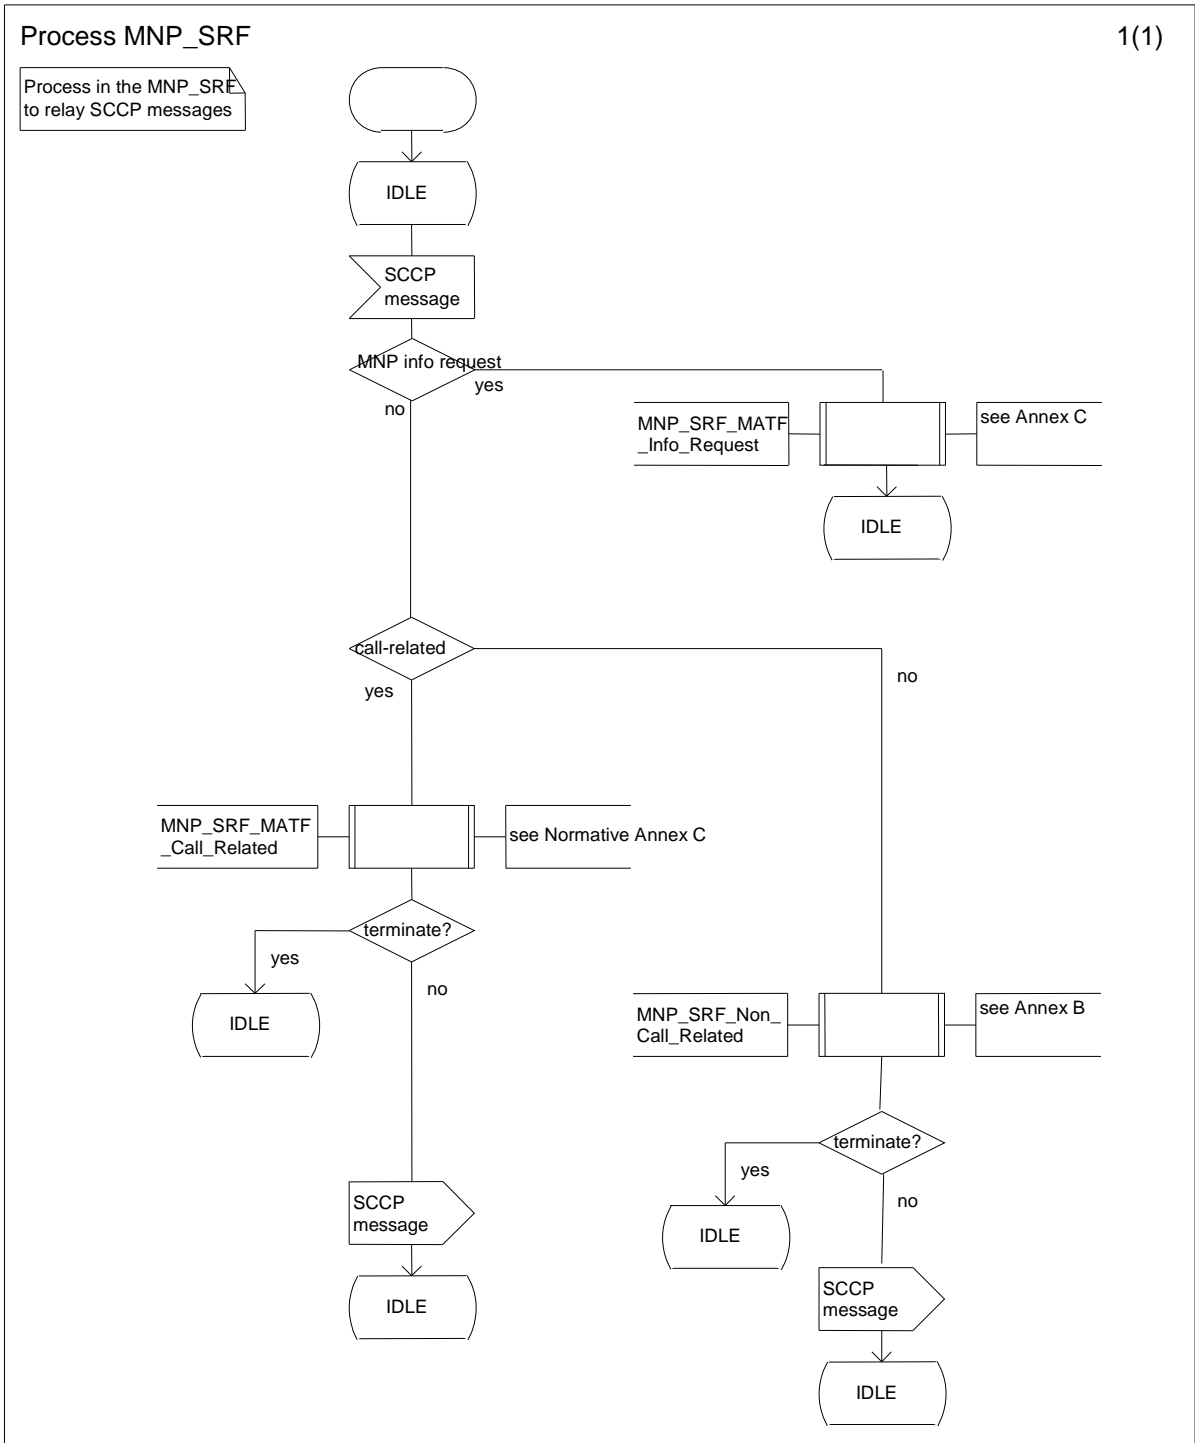 Process MNP_SRF
1(1)
Process in the MNP_SRF
to relay SCCP messages
IDLE
SCCP
message
MNP info request
yes
no
MNP_SRF_MATF
_Info_Request
see Annex C
IDLE
call-related
yes
no
MNP_SRF_MATF
_Call_Related
see Normative Annex C
terminate?
yes
no
IDLE
MNP_SRF_Non_
Call_Related
see Annex B
terminate?
yes
no
IDLE
SCCP
message
IDLE
SCCP
message
IDLE